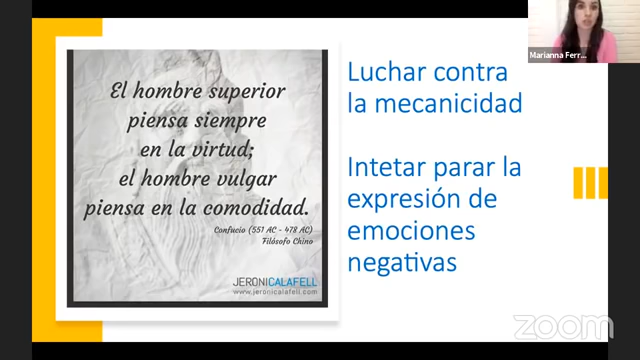 El hombre superior
piensa siempre
en la virtud;
el hombre vulgar
piensa en la comodidad.
Confucio (551 AC - 478 AC)
Filósofo Chino
JERONICALAFELL
www.jeronicalafell.com
Luchar contra
la mecanicidad
Intetar parar la
expresión de
emociones
negativas
Marianna Ferr...
zoom